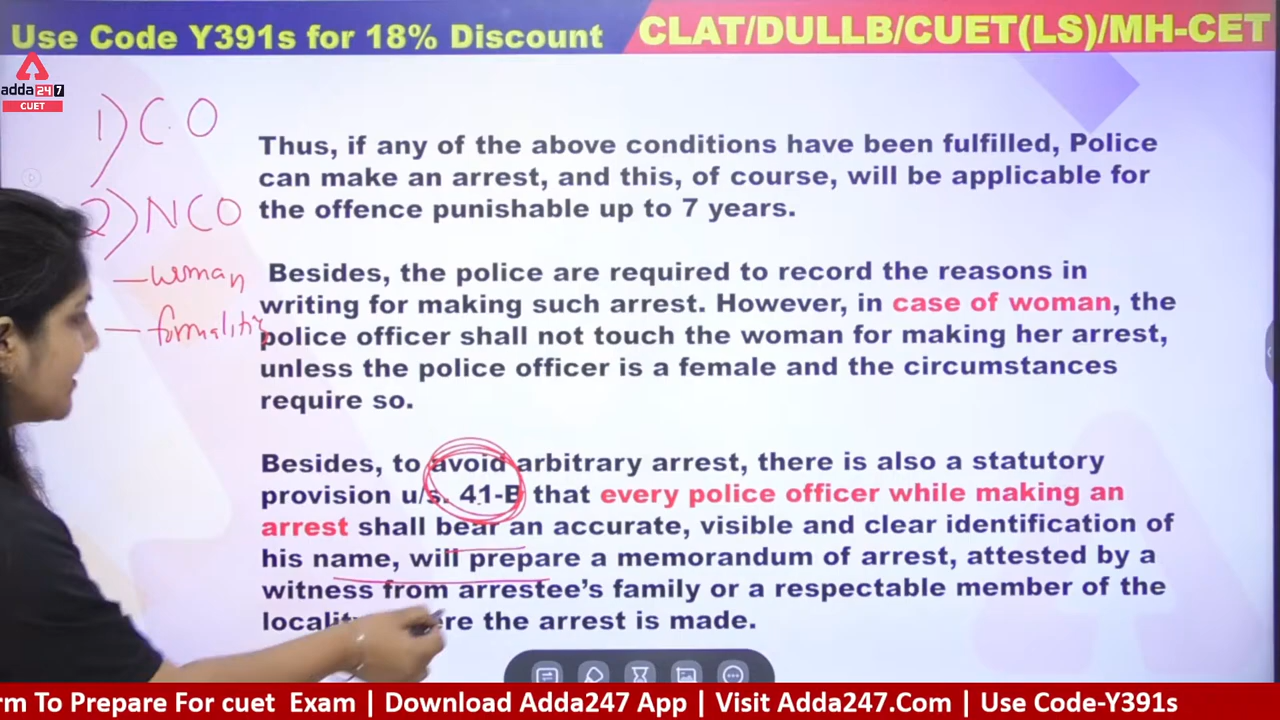 Use Code Y391s for 18% Discount
CLAT/DULLB/CUET(LS)/MH-CET
adda247
CUET
1) C.O
2) NCO
— woman
— formalities
Thus, if any of the above conditions have been fulfilled, Police
can make an arrest, and this, of course, will be applicable for
the offence punishable up to 7 years.
Besides, the police are required to record the reasons in
writing for making such arrest. However, in case of woman, the
police officer shall not touch the woman for making her arrest,
unless the police officer is a female and the circumstances
require so.
Besides, to avoid arbitrary arrest, there is also a statutory
provision u/s. 41-B that every police officer while making an
arrest shall bear an accurate, visible and clear identification of
his name, will prepare a memorandum of arrest, attested by a
witness from arrestee's family or a respectable member of the
the arrest is made.
To Prepare For cuet Exam | Download Adda247 App | Visit Adda247.Com | Use Code-Y391s